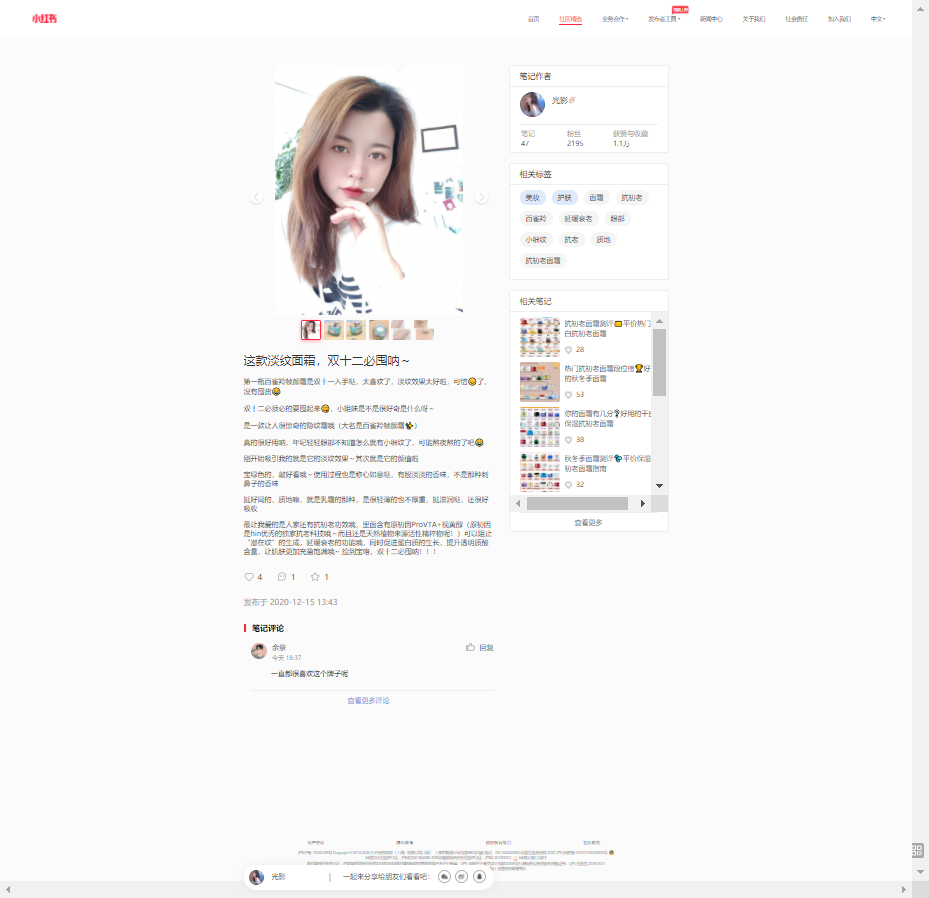 小红书
首页
社区精选
业务合作
发布者工具
新闻中心
关于我们
社会责任
加入我们
中文
笔记作者
光影
笔记
粉丝
获赞与收藏
47
2195
1.1万
相关标签
美妆
护肤
面霜
抗初老
百雀羚
延缓衰老
眼部
小细纹
抗老
质地
抗初老面霜
相关笔记
抗初老面霜测评😷平价热门
白抗初老面霜
28
热门抗初老面霜段位榜🏆好
的秋冬季面霜
53
你的面霜有几分❓好用的干皮
保湿抗初老面霜
38
秋冬季面霜测评💸平价保湿
初老面霜指南
32
查看更多
这款淡纹面霜，双十二必囤呐～
第一瓶百雀羚帧颜霜是双十一入手哒，太喜欢了，淡纹效果太好啦，可惜😄了，
没有囤货😂
双十二必须必的要囤起来😋，小姐妹是不是很好奇是什么呀～
是一款让人很惊奇的隐纹霜哦（大名是百雀羚帧颜霜
真的很好用哟，年纪轻轻眼部不知道怎么就有小细纹了，可能熬夜熬的了吧😂
刚开始吸引我的就是它的淡纹效果～其次就是它的颜值啦
宝绿色的，敲好看哦～使用过程也是称心如意哒，有股淡淡的香味，不是那种刺
鼻子的香味
挺好闻的，质地嘛，就是乳霜的那种，是很轻薄的也不厚重，挺滋润哒，还很好
吸收
最让我爱的是人家还有抗初老功效哦，里面含有原初因ProVTA+视黄醇（原初因
是hin优秀的独家抗老科技哦～而且还是天然植物来源活性精粹物呢！）可以阻止
“潜在纹”的生成，延缓衰老的功能哦，同时促进蛋白质的生长，提升透明质酸
含量，让肌肤更加充盈饱满哦～捡到宝咯，双十二必囤呐！！！
4
1
1
发布于 2020-12-15 13:43
笔记评论
余祭
回复
今天 18:37
一直都很喜欢这个牌子呢
查看更多评论
光影
一起来分享给朋友们看看吧：